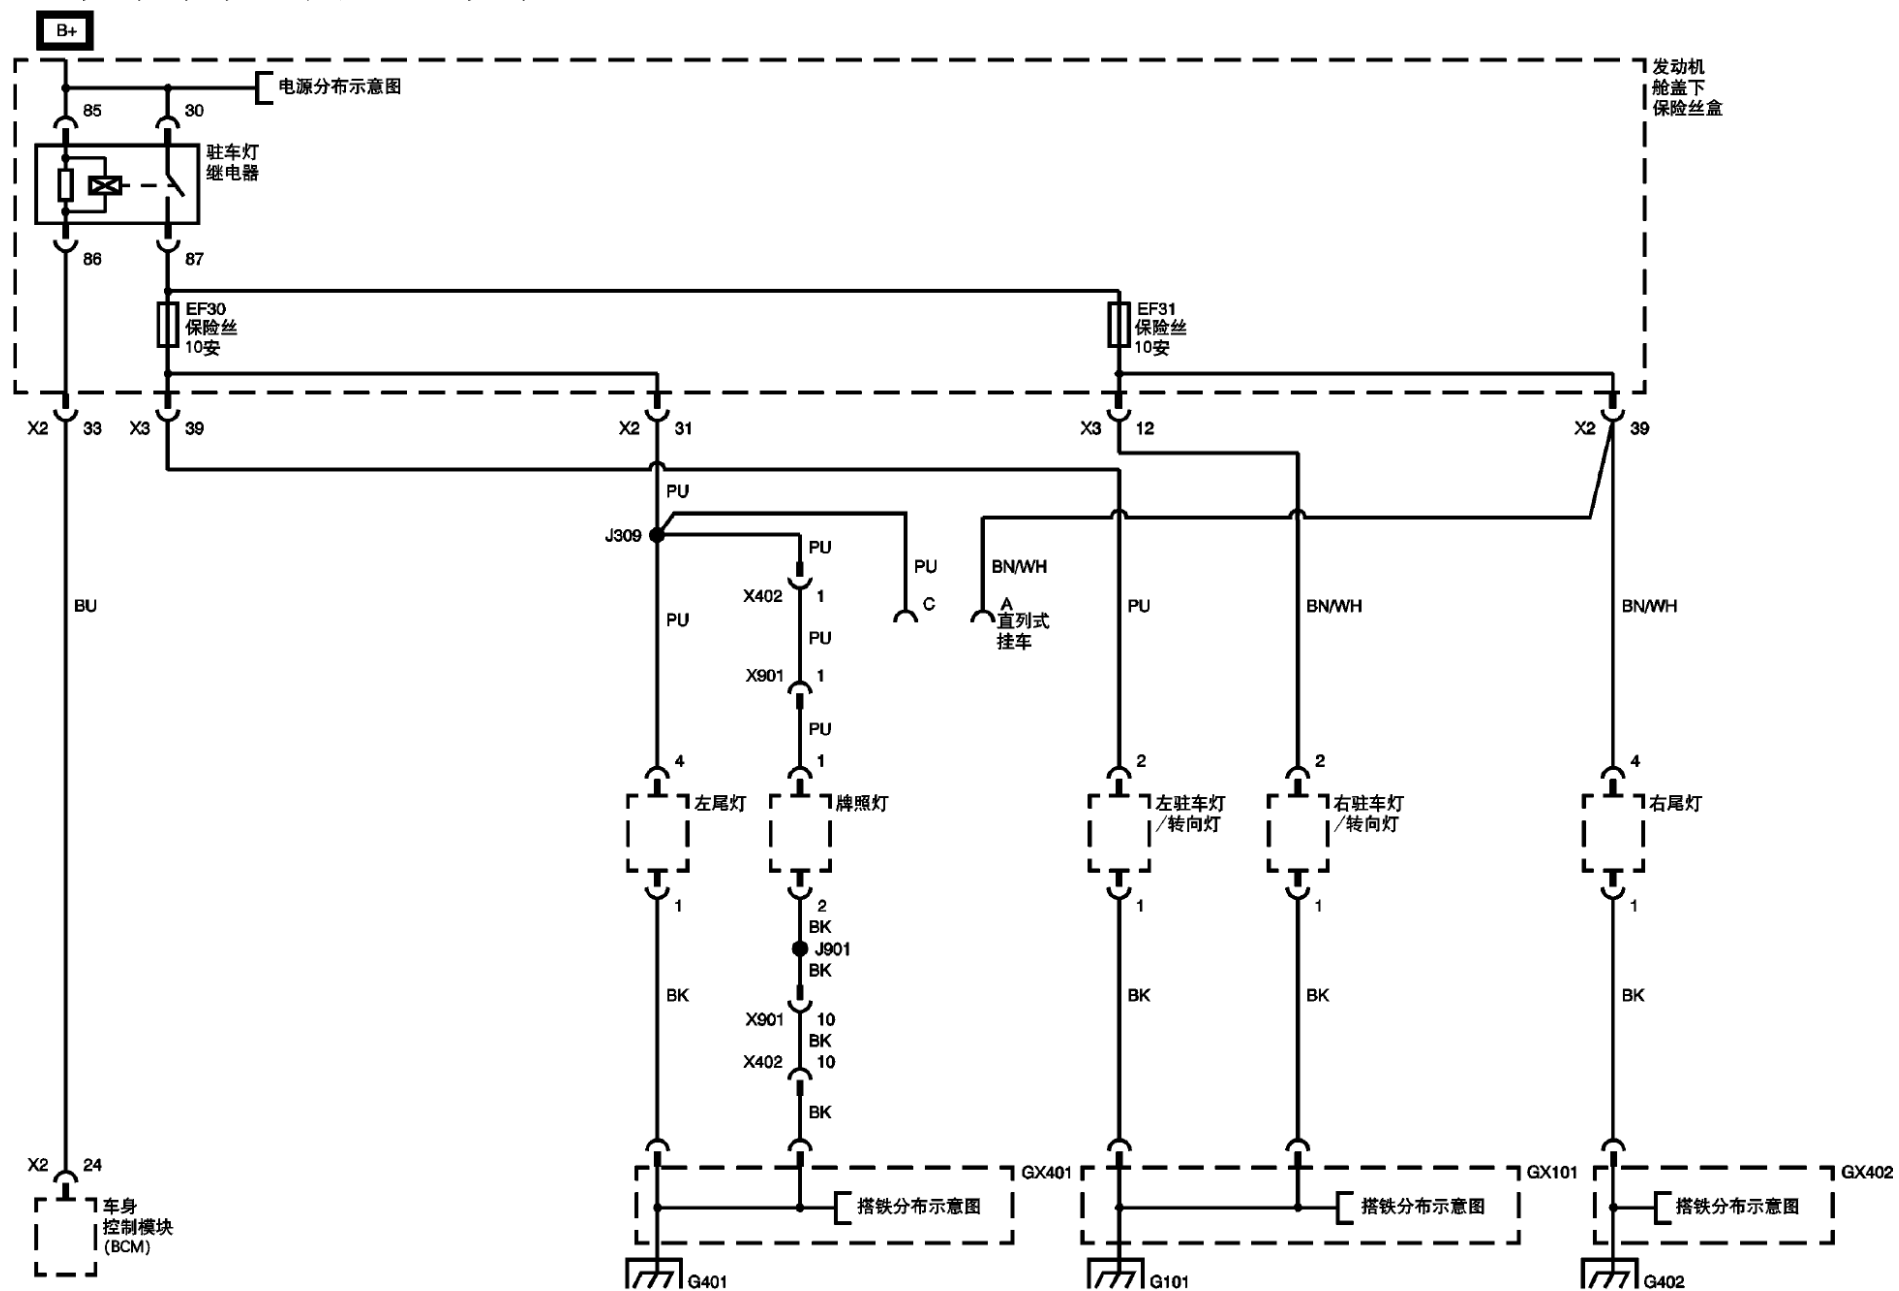 B+
电源分布示意图
发动机
舱盖下
保险丝盒
85
30
驻车灯
继电器
86
87
EF30
保险丝
10安
EF31
保险丝
10安
X2
33
X3
39
X2
31
X3
12
X2
39
PU
J309
PU
PU
BN/WH
X402
1
C
A
直列式
挂车
BU
PU
PU
BN/WH
BN/WH
PU
X901
1
PU
4
1
2
2
4
左尾灯
牌照灯
左驻车灯
/转向灯
右驻车灯
/转向灯
右尾灯
1
2
1
1
1
BK
J901
BK
BK
BK
BK
BK
X901
10
BK
X402
10
BK
X2
24
车身
控制模块
(BCM)
GX401
搭铁分布示意图
GX101
搭铁分布示意图
GX402
搭铁分布示意图
G401
G101
G402